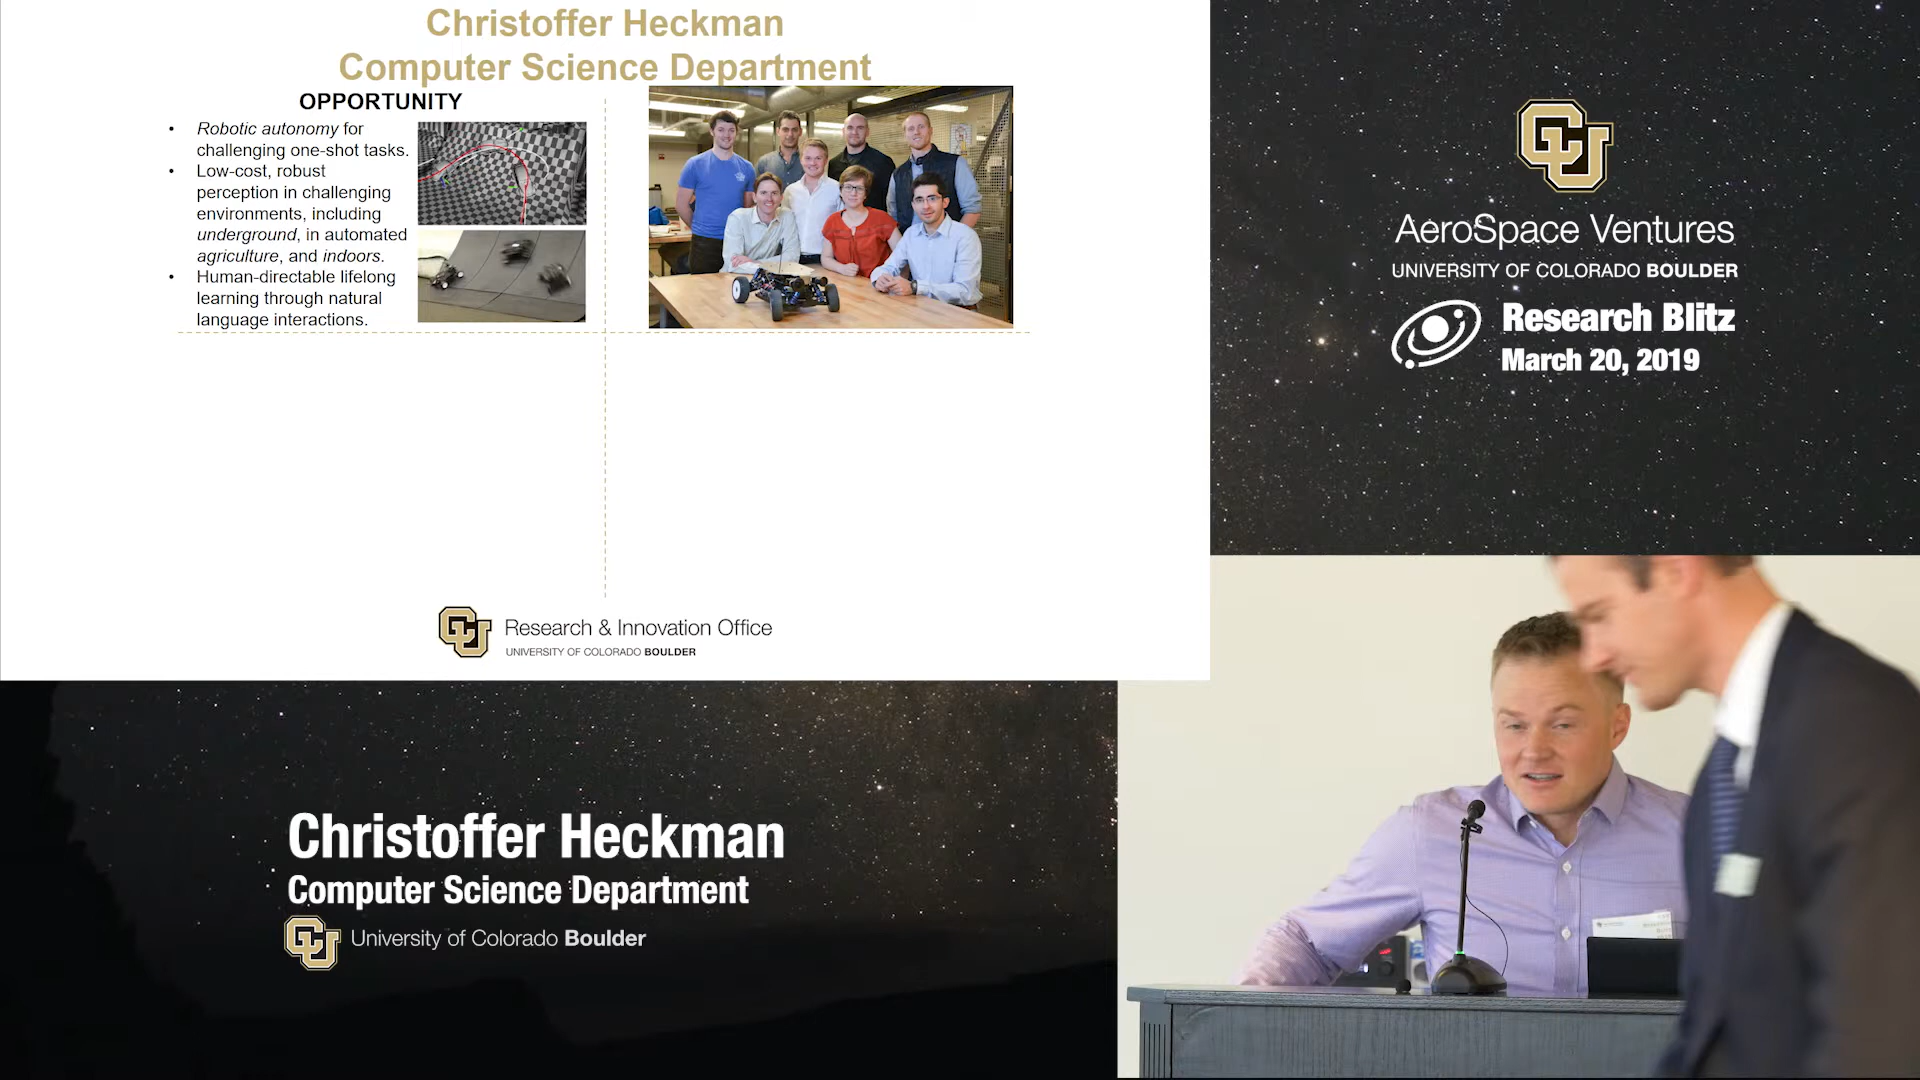 Christoffer Heckman
Computer Science Department
OPPORTUNITY
• Robotic autonomy for
challenging one-shot tasks.
• Low-cost, robust
perception in challenging
environments, including
underground, in automated
agriculture, and indoors.
• Human-directable lifelong
learning through natural
language interactions.
CU
Research & Innovation Office
UNIVERSITY OF COLORADO BOULDER
CU
AeroSpace Ventures
UNIVERSITY OF COLORADO BOULDER
Research Blitz
March 20, 2019
Christoffer Heckman
Computer Science Department
CU
University of Colorado Boulder